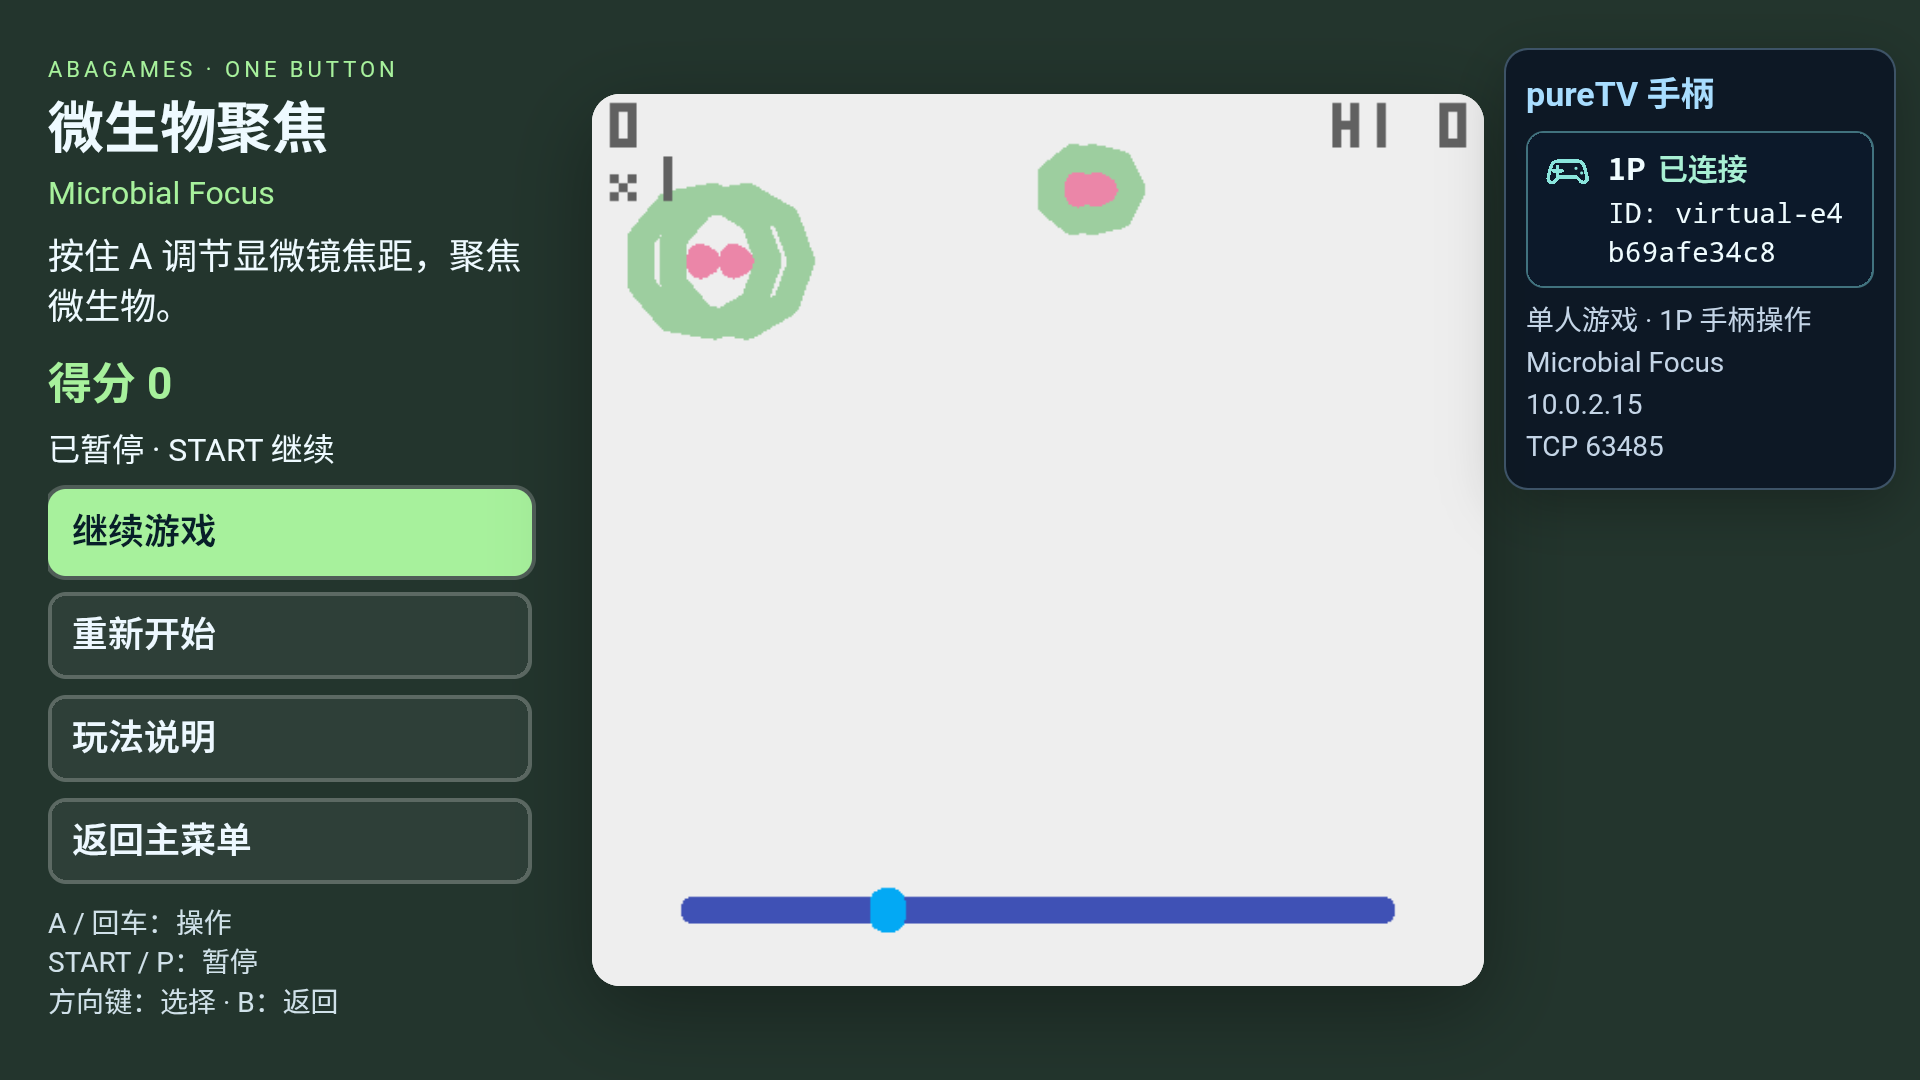 ABAGAMES · ONE BUTTON
微生物聚焦
Microbial Focus
按住 A 调节显微镜焦距，聚焦
微生物。
得分 0
已暂停 · START 继续
继续游戏
重新开始
玩法说明
返回主菜单
A / 回车：操作
START / P：暂停
方向键：选择 · B：返回
0
HI 0
x 1
pureTV 手柄
1P 已连接
ID: virtual-e4
b69afe34c8
单人游戏 · 1P 手柄操作
Microbial Focus
10.0.2.15
TCP 63485